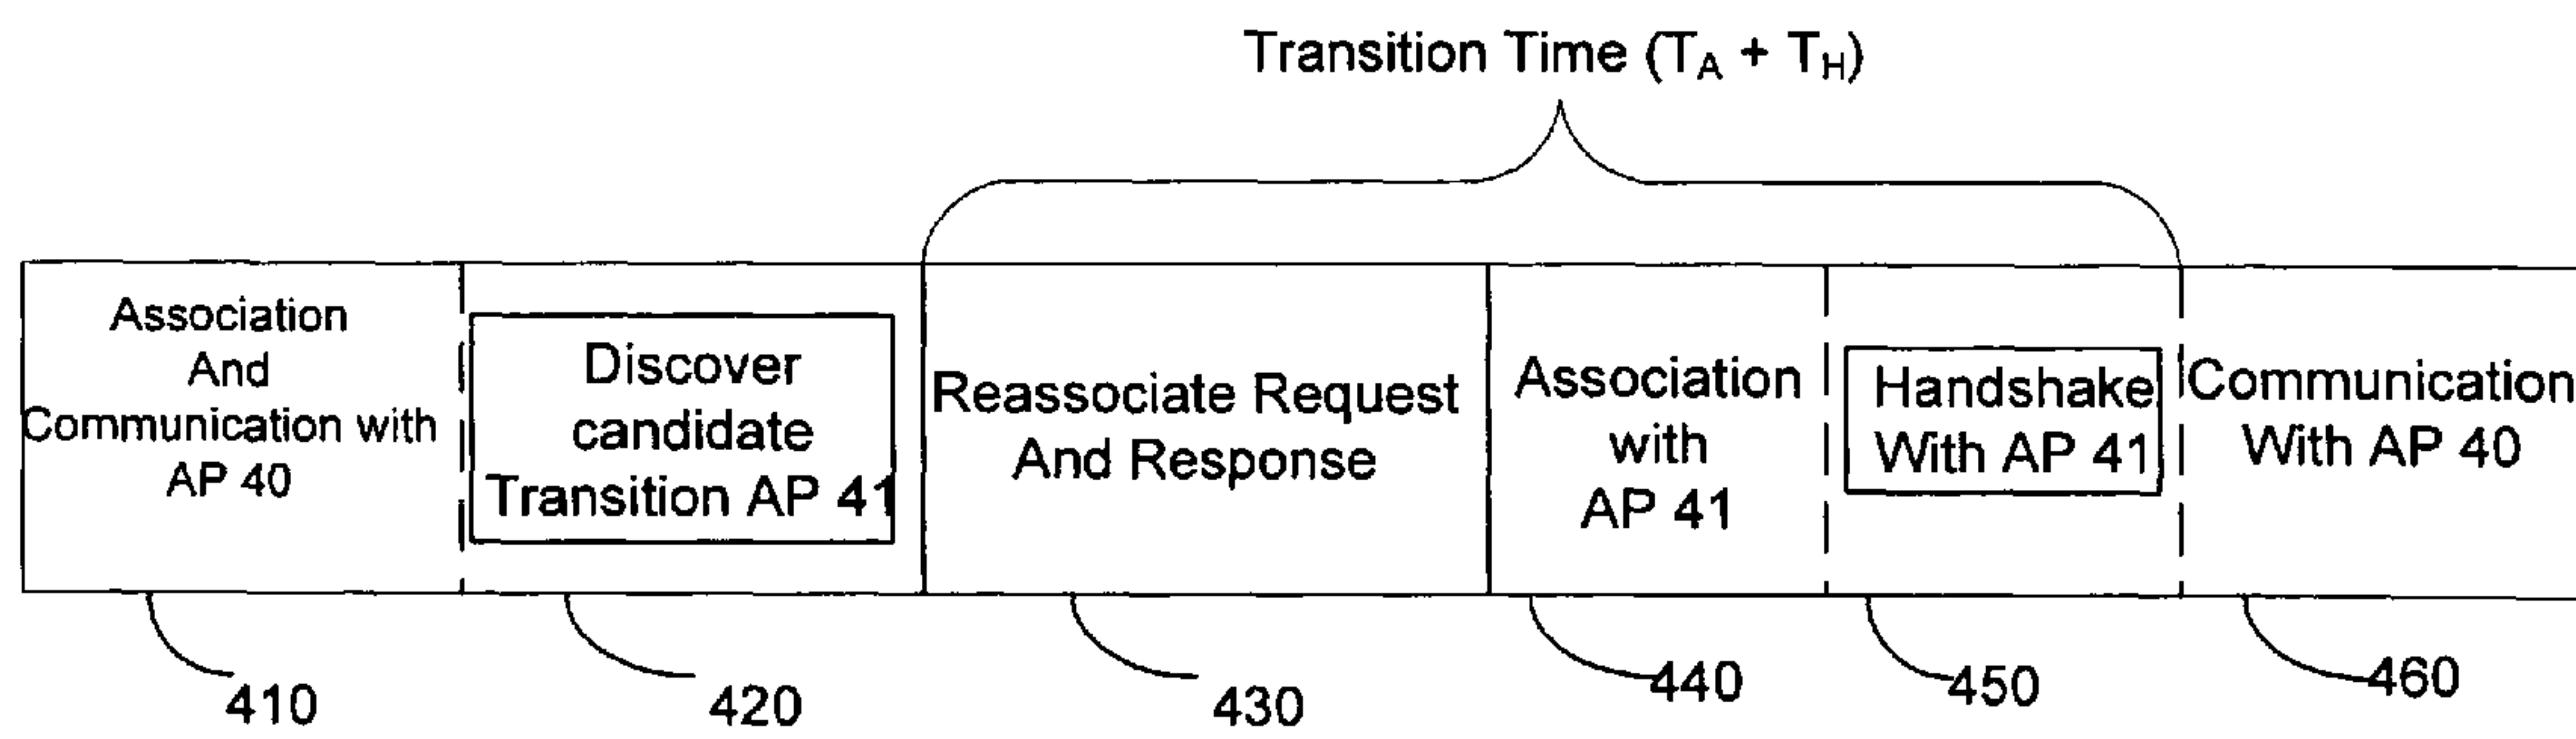 Transition Time (TA + TH)
Association
And
Communication with
AP 40
Discover
candidate
Transition AP 41
Reassociate Request
And Response
Association
with
AP 41
Handshake
With AP 41
Communication
With AP 40
410
420
430
440
450
460